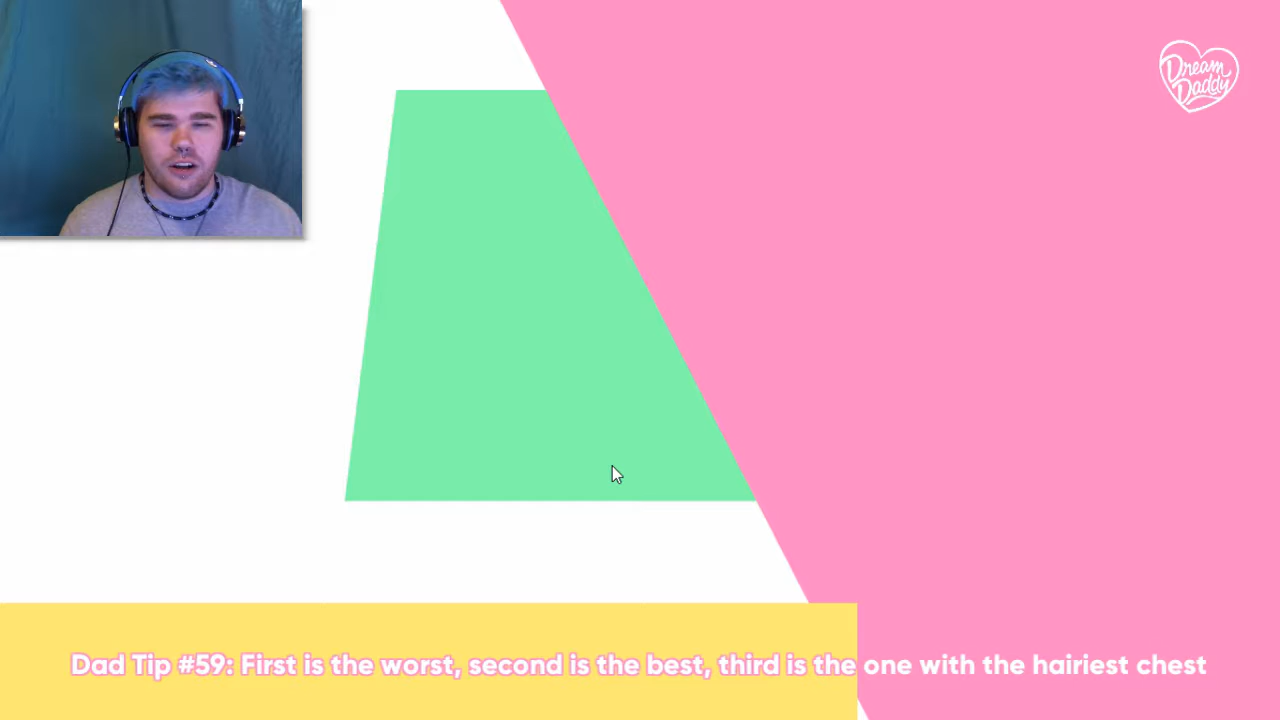 Dream
Daddy
Dad Tip #59: First is the worst, second is the best, third is the one with the hairiest chest